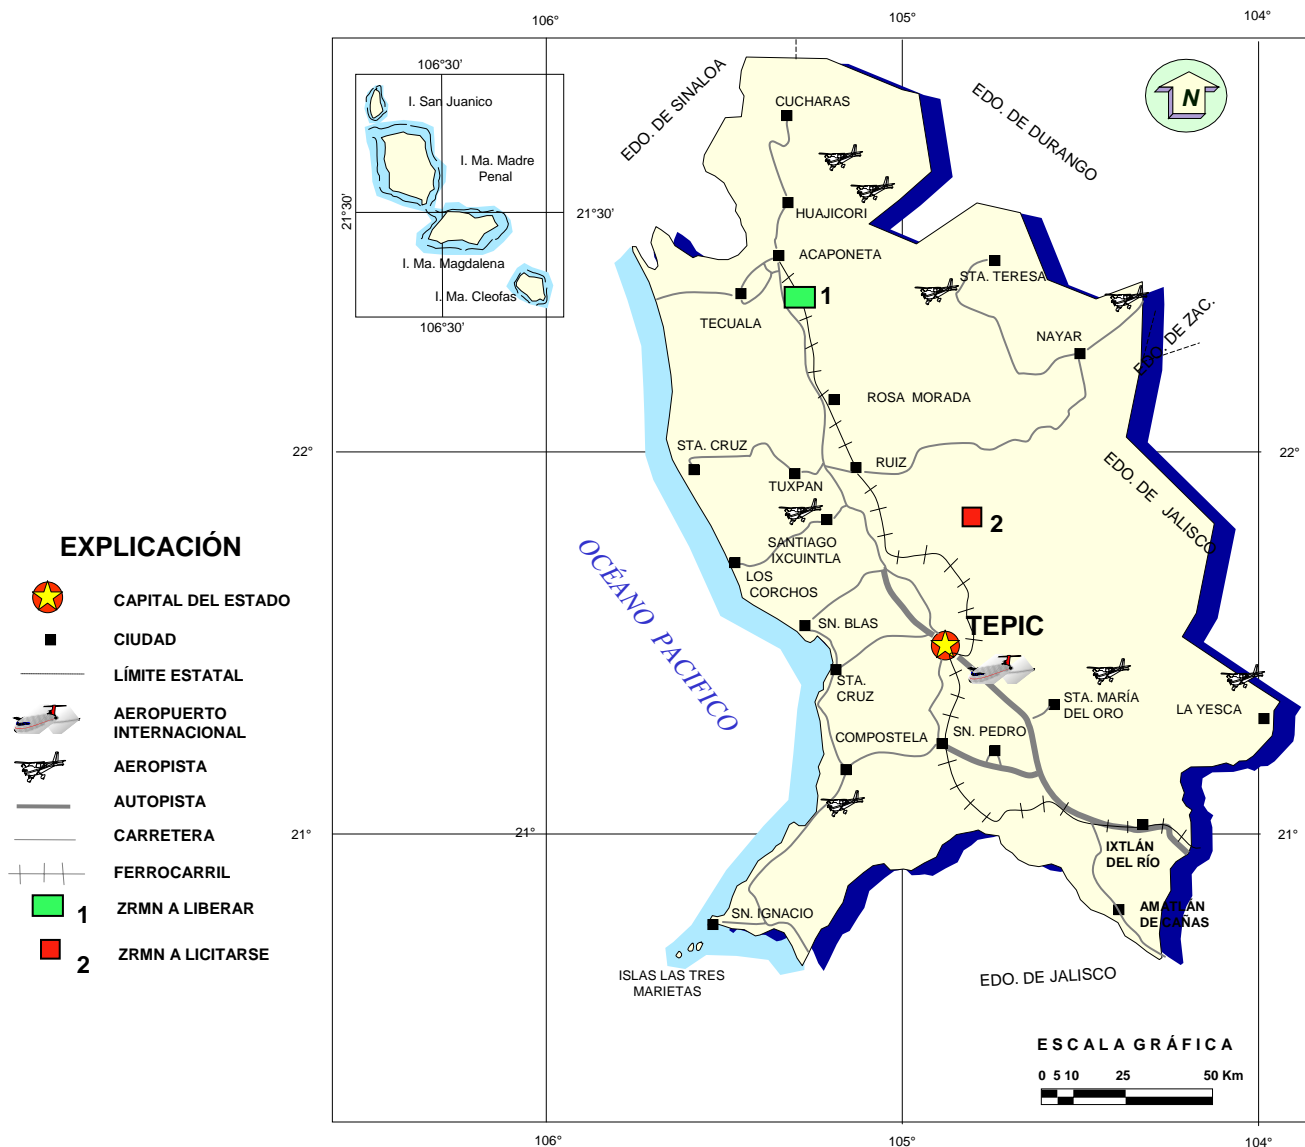 106°
105°
104°
106°30'
I. San Juanico
I. Ma. Madre
Penal
21°30'
21°30'
I. Ma. Magdalena
I. Ma. Cleofas
106°30'
EDO. DE SINALOA
EDO. DE DURANGO
N
CUCHARAS
HUAJICORI
ACAPONETA
STA. TERESA
1
TECUALA
NAYAR
EDO. DE ZAC.
ROSA MORADA
22°
22°
STA. CRUZ
RUIZ
TUXPAN
EDO. DE JALISCO
2
SANTIAGO
IXCUINTLA
LOS
CORCHOS
OCÉANO PACIFICO
SN. BLAS
TEPIC
STA.
CRUZ
STA. MARÍA
DEL ORO
LA YESCA
COMPOSTELA
SN. PEDRO
21°
21°
21°
IXTLÁN
DEL RÍO
AMATLÁN
DE CAÑAS
SN. IGNACIO
ISLAS LAS TRES
MARIETAS
EDO. DE JALISCO
EXPLICACIÓN
CAPITAL DEL ESTADO
CIUDAD
LÍMITE ESTATAL
AEROPUERTO
INTERNACIONAL
AEROPISTA
AUTOPISTA
CARRETERA
FERROCARRIL
1 ZRMN A LIBERAR
2 ZRMN A LICITARSE
ESCALA GRÁFICA
0 5 10 25 50 Km
106°
105°
104°